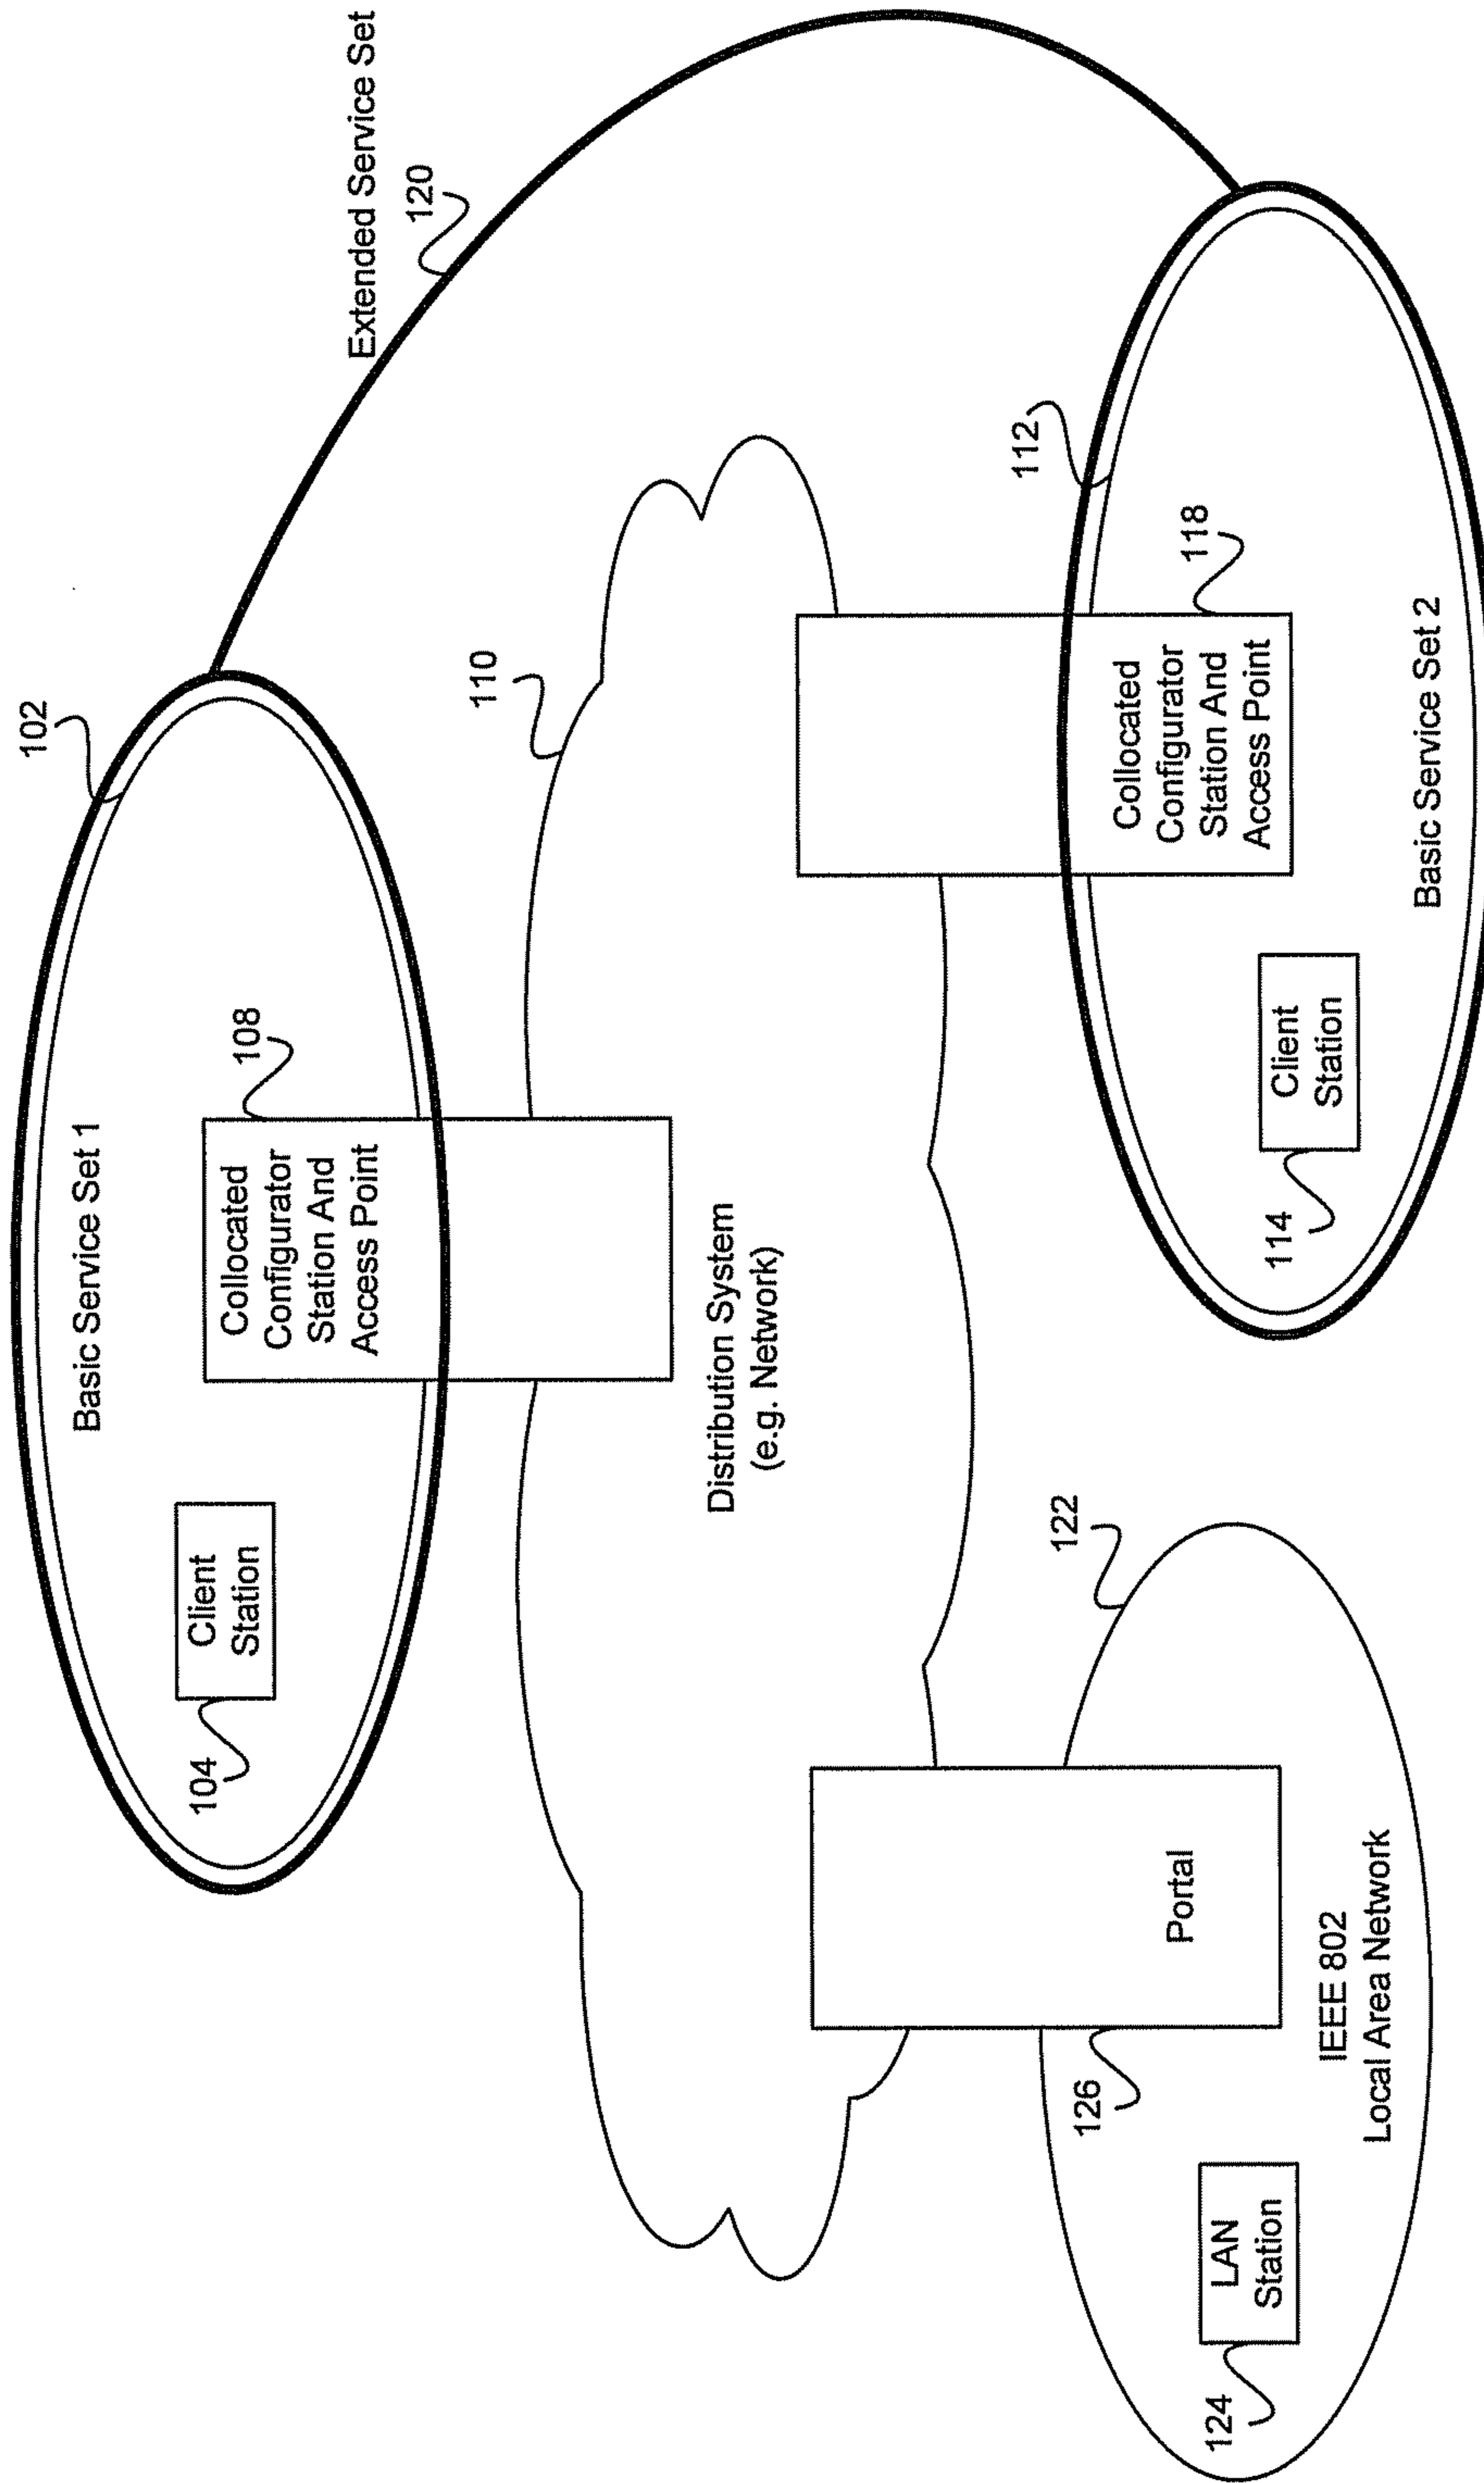 Extended Service Set
120
102
Basic Service Set 1
Collocated
Configurator
Station And
Access Point
108
Client
Station
104
110
Distribution System
(e.g. Network)
112
Collocated
Configurator
Station And
Access Point
118
Client
Station
114
Basic Service Set 2
122
Portal
126
IEEE 802
Local Area Network
LAN
Station
124